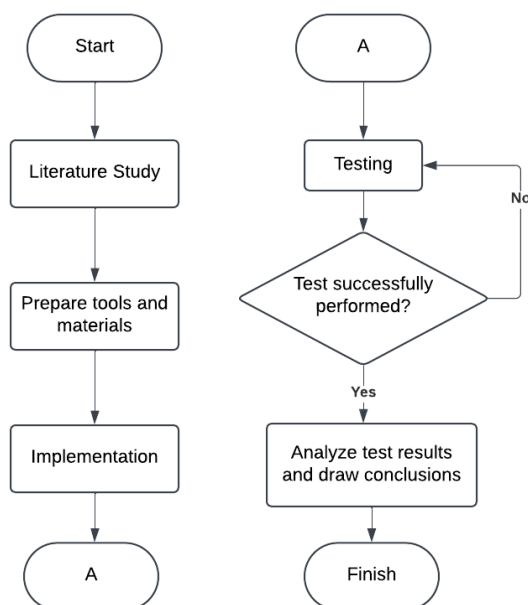 Start
Literature Study
Prepare tools and
materials
Implementation
A
A
Testing
No
Test successfully
performed?
Yes
Analyze test results
and draw conclusions
Finish